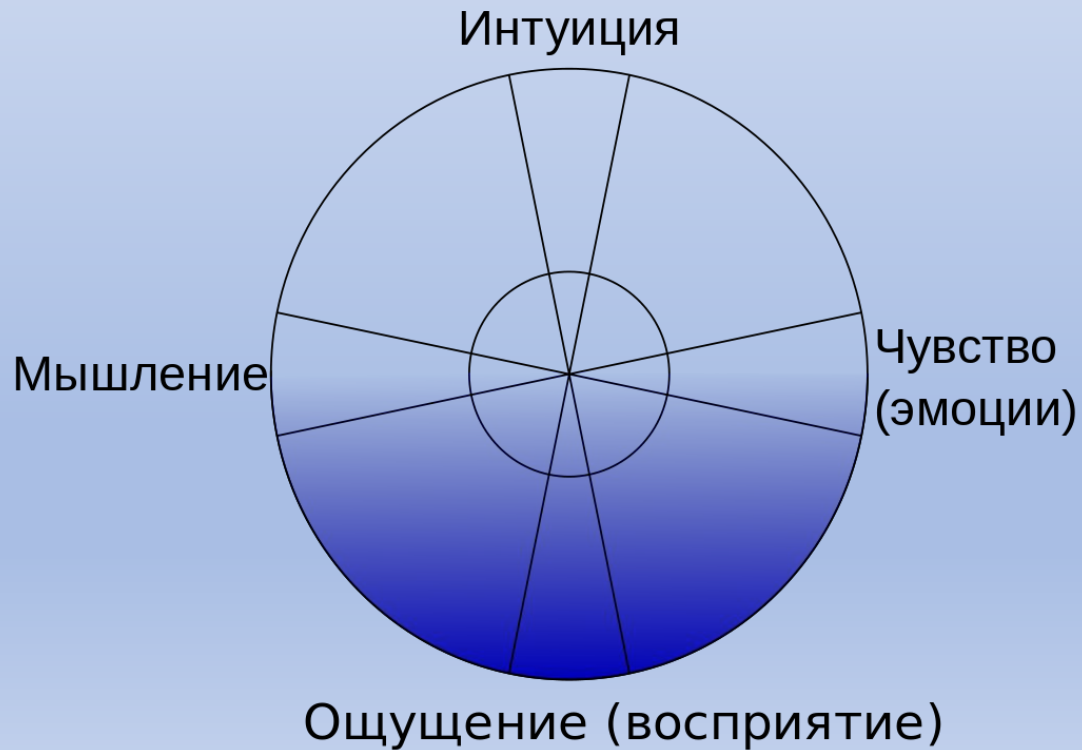 Интуиция
Мышление
Чувство
(эмоции)
Ощущение (восприятие)